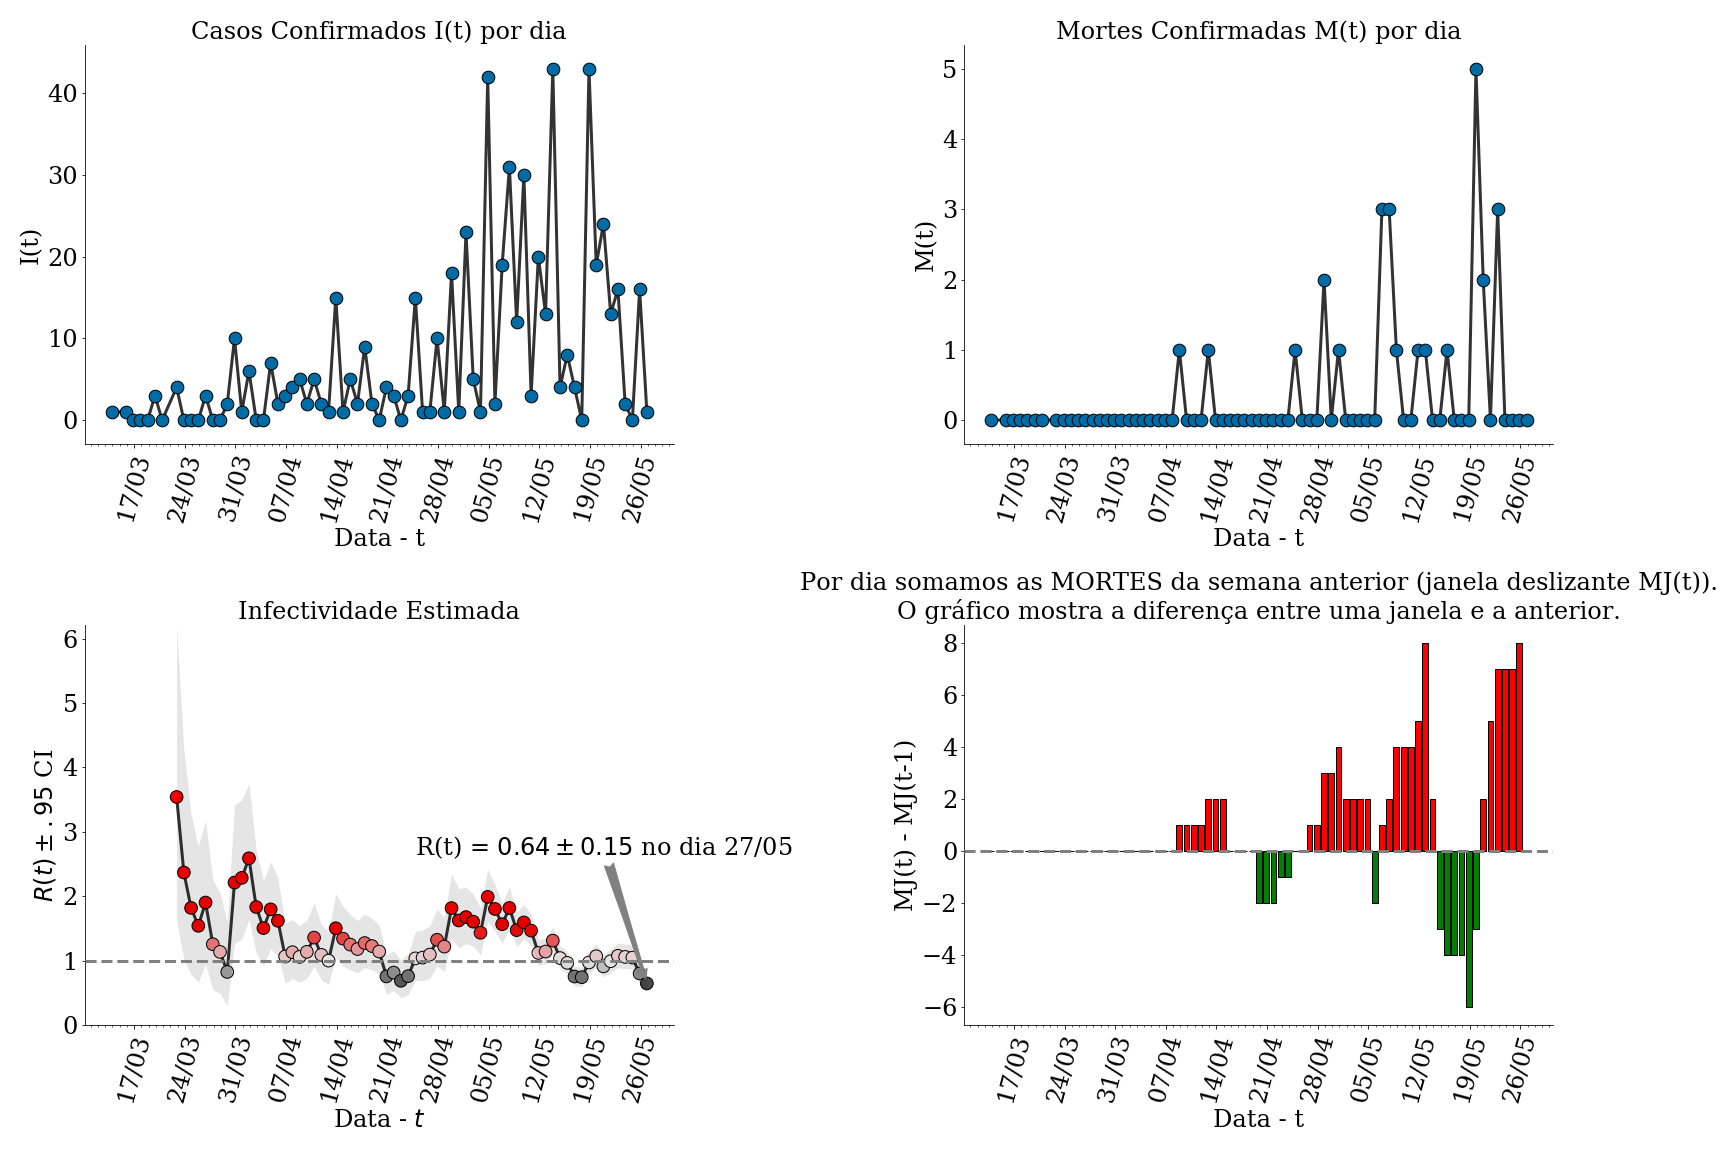 Casos Confirmados I(t) por dia
I(t)
40
30
20
10
0
17/03 24/03 31/03 07/04 14/04 21/04 28/04 05/05 12/05 19/05 26/05
Data - t
Mortes Confirmadas M(t) por dia
M(t)
5
4
3
2
1
0
17/03 24/03 31/03 07/04 14/04 21/04 28/04 05/05 12/05 19/05 26/05
Data - t
Infectividade Estimada
R(t) ± .95 CI
6
5
4
3
2
1
0
R(t) = 0.64 ± 0.15 no dia 27/05
17/03 24/03 31/03 07/04 14/04 21/04 28/04 05/05 12/05 19/05 26/05
Data - t
Por dia somamos as MORTES da semana anterior (janela deslizante MJ(t)).
O gráfico mostra a diferença entre uma janela e a anterior.
MJ(t) - MJ(t-1)
8
6
4
2
0
−2
−4
−6
17/03 24/03 31/03 07/04 14/04 21/04 28/04 05/05 12/05 19/05 26/05
Data - t